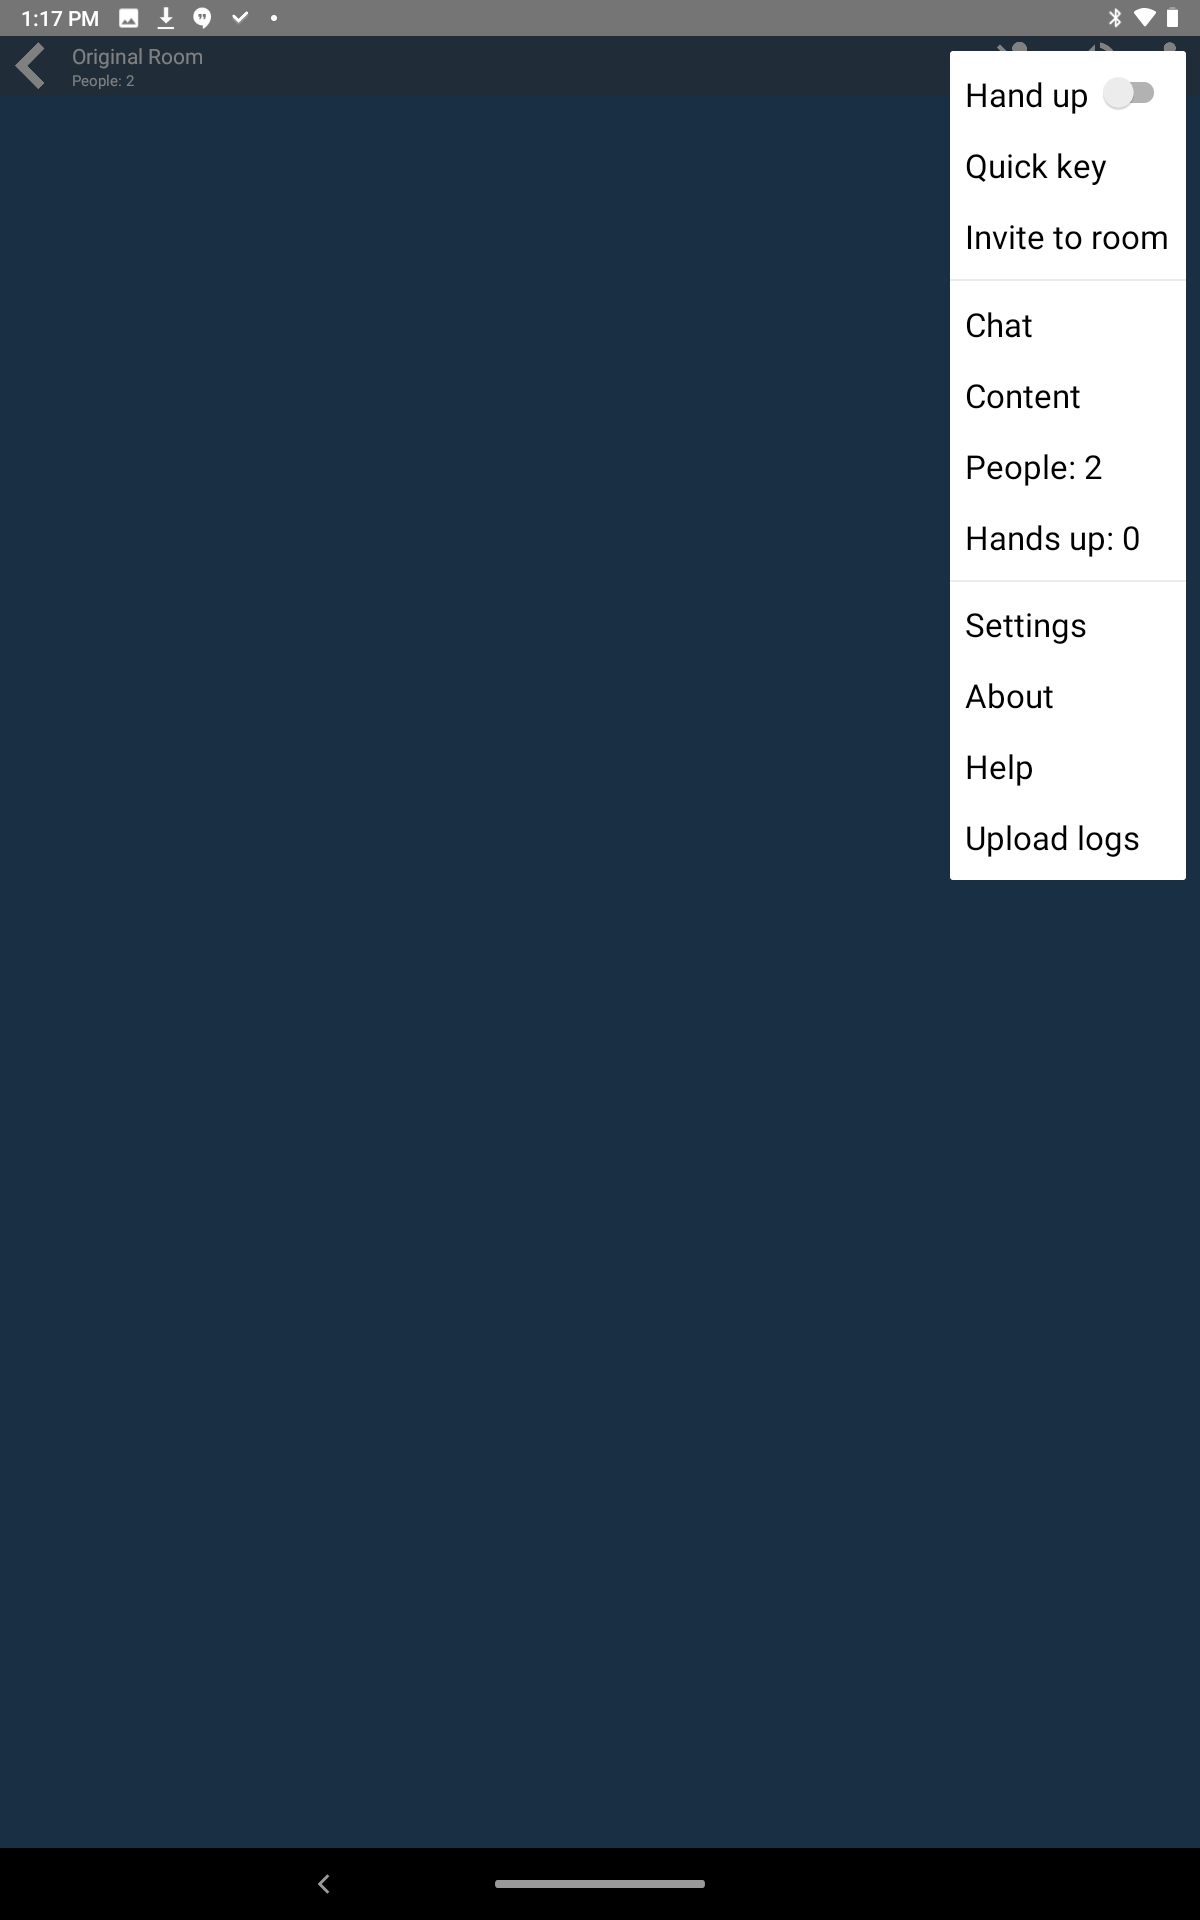 1:17 PM
Original Room
People: 2
Hand up
Quick key
Invite to room
Chat
Content
People: 2
Hands up: 0
Settings
About
Help
Upload logs